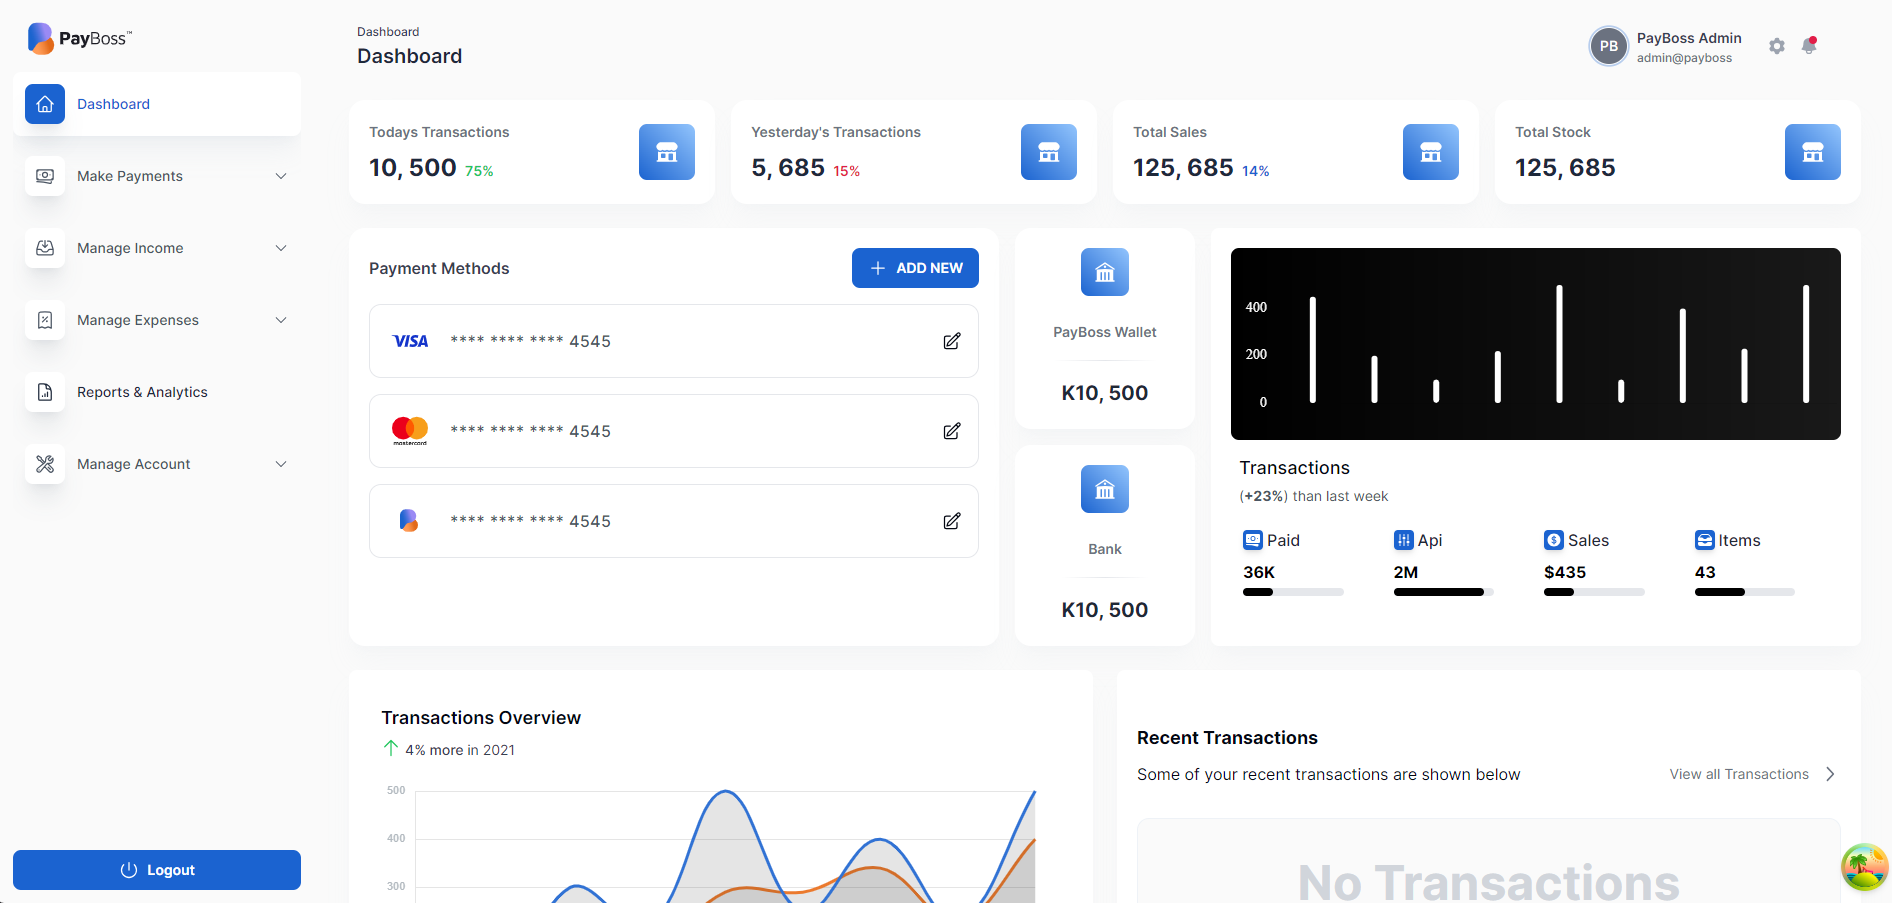 PayBoss™
Dashboard
Make Payments
Manage Income
Manage Expenses
Reports & Analytics
Manage Account
Logout
Dashboard
Dashboard
PB
PayBoss Admin
admin@payboss
Todays Transactions
10, 500 75%
Yesterday's Transactions
5, 685 15%
Total Sales
125, 685 14%
Total Stock
125, 685
Payment Methods
ADD NEW
VISA **** **** **** 4545
mastercard **** **** **** 4545
**** **** **** 4545
PayBoss Wallet
K10, 500
Bank
K10, 500
400
200
0
Transactions
(+23%) than last week
Paid
36K
Api
2M
Sales
$435
Items
43
Transactions Overview
4% more in 2021
500
400
300
Recent Transactions
Some of your recent transactions are shown below
View all Transactions
No Transactions